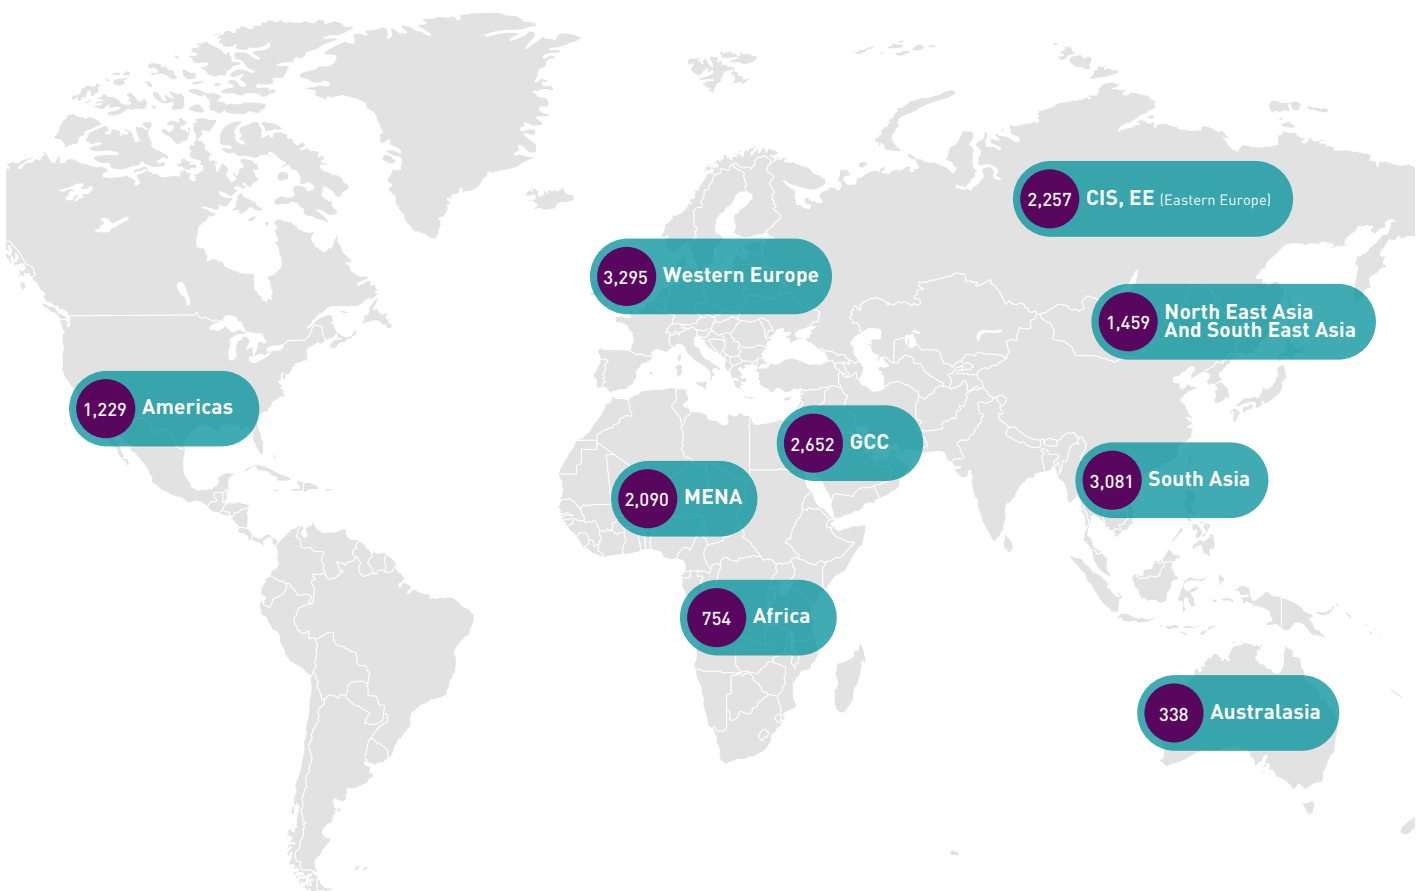 2,257 CIS, EE (Eastern Europe)
3,295 Western Europe
1,459 North East Asia
And South East Asia
1,229 Americas
2,652 GCC
3,081 South Asia
2,090 MENA
754 Africa
338 Australasia